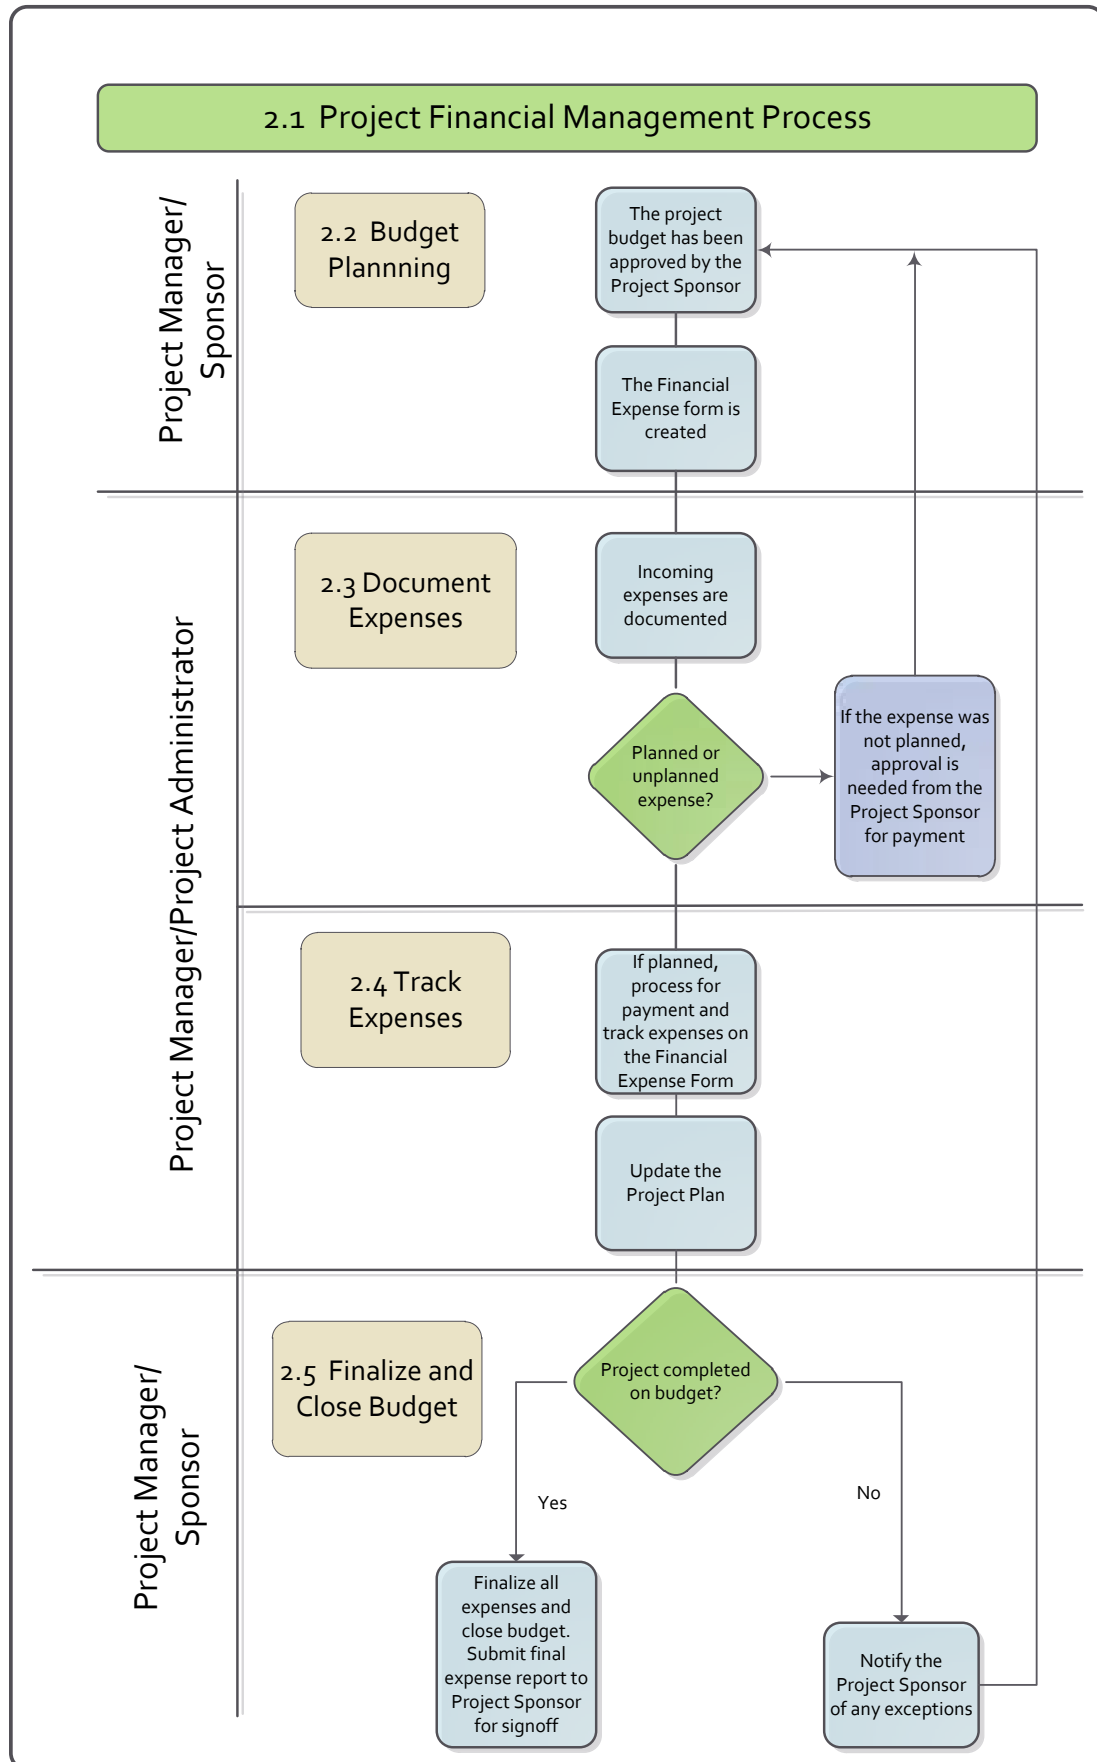 2.1 Project Financial Management Process
Project Manager/
Sponsor
2.2 Budget
Plannning
The project
budget has been
approved by the
Project Sponsor
The Financial
Expense form is
created
Project Manager/Project Administrator
2.3 Document
Expenses
Incoming
expenses are
documented
Planned or
unplanned
expense?
If the expense was
not planned,
approval is
needed from the
Project Sponsor
for payment
2.4 Track
Expenses
If planned,
process for
payment and
track expenses on
the Financial
Expense Form
Update the
Project Plan
Project Manager/
Sponsor
2.5 Finalize and
Close Budget
Project completed
on budget?
Yes
No
Finalize all
expenses and
close budget.
Submit final
expense report to
Project Sponsor
for signoff
Notify the
Project Sponsor
of any exceptions